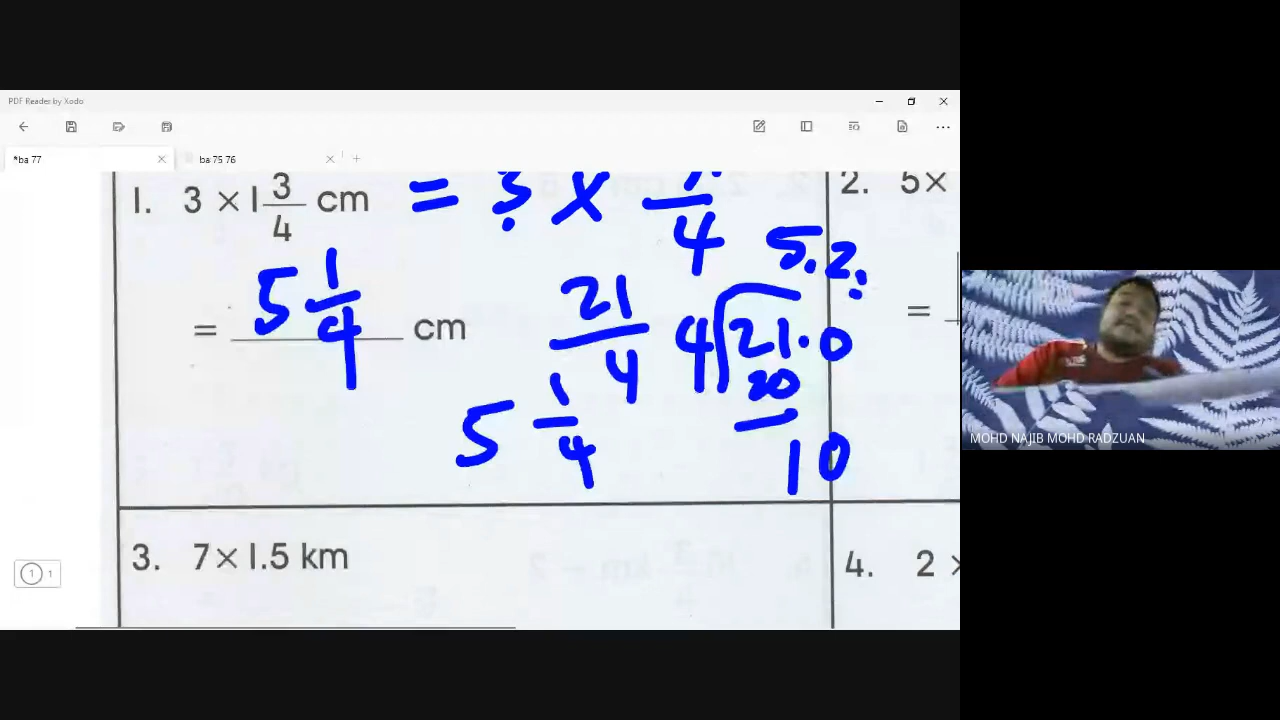 PDF Reader by Xodo
*ba 77
ba 75 76
1. 3 × 1 3/4 cm = 3 × /4
= 5 1/4 cm
21/4
5 1/4
5.2
4 21.0
20
10
2. 5×
=
3. 7 × 1.5 km
4. 2 ×
1 1
MOHD NAJIB MOHD RADZUAN